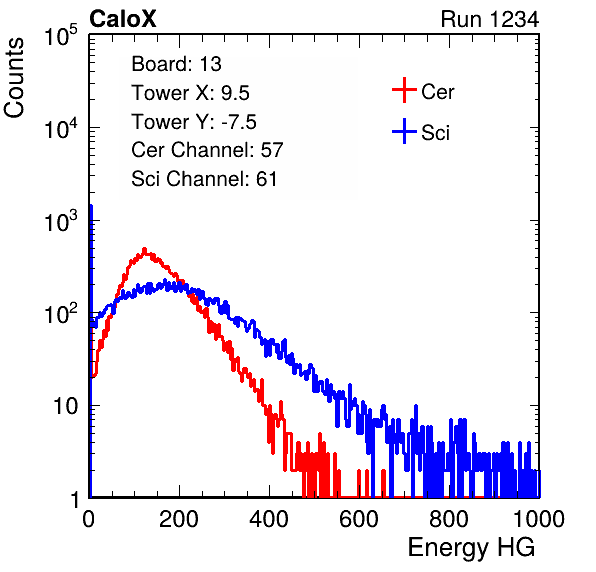 CaloX Run 1234
Counts
10^5
10^4
10^3
10^2
10
1
Board: 13
Tower X: 9.5
Tower Y: -7.5
Cer Channel: 57
Sci Channel: 61
Cer
Sci
0 200 400 600 800 1000
Energy HG